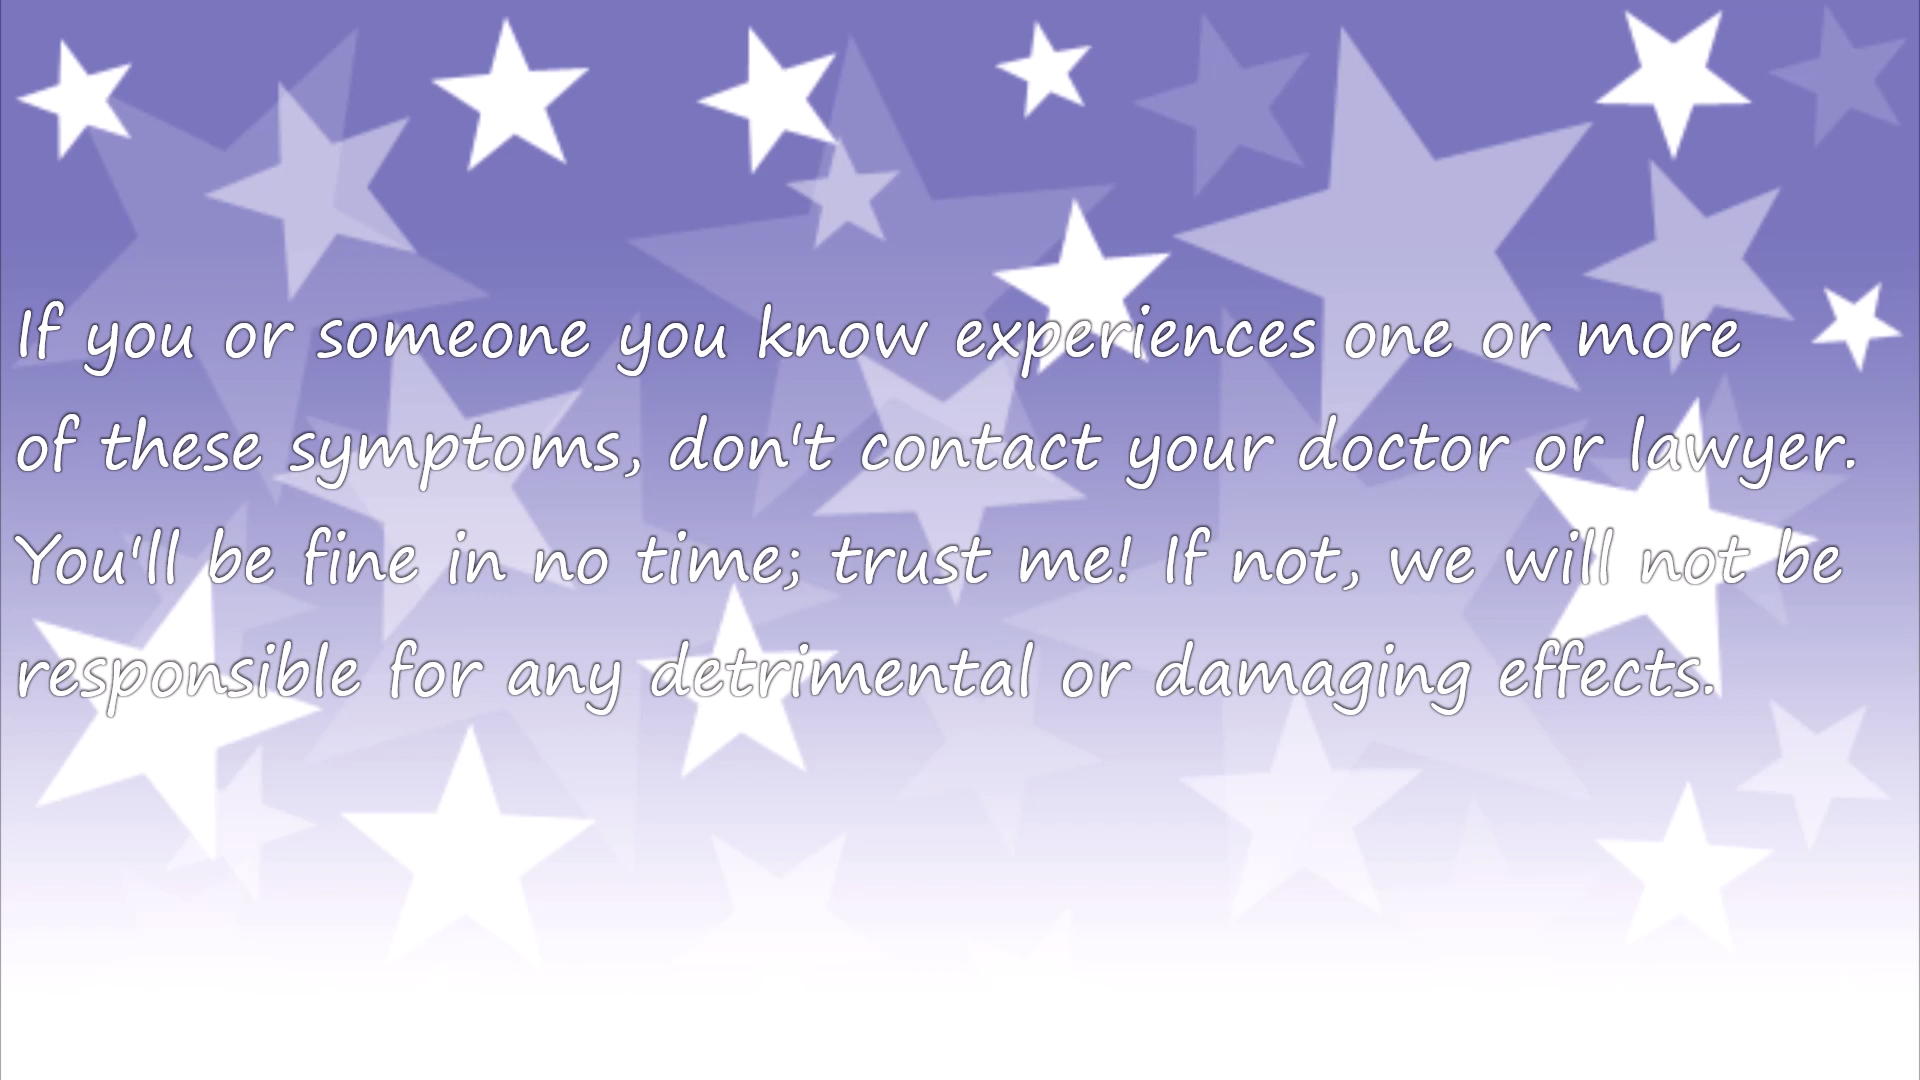 If you or someone you know experiences one or more
of these symptoms, don't contact your doctor or lawyer.
You'll be fine in no time; trust me! If not, we will not be
responsible for any detrimental or damaging effects.